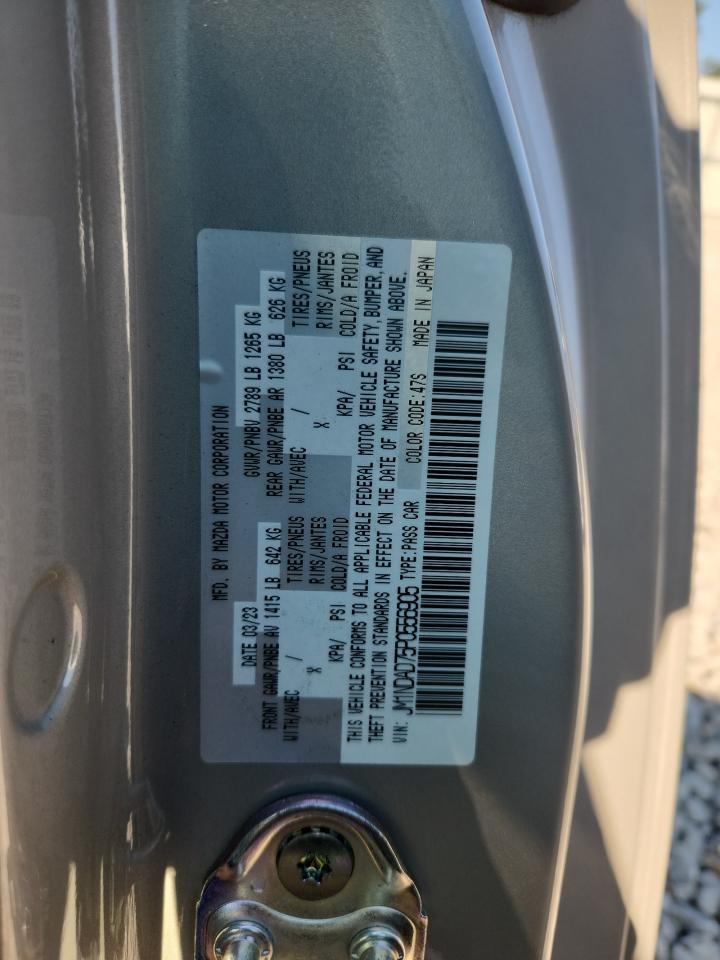 MFD. BY MAZDA MOTOR CORPORATION
DATE 03/23 GVWR/PNBV 2789 LB 1265 KG
FRONT GAWR/PNBE AV 1415 LB 642 KG REAR GAWR/PNBE AR 1380 LB 626 KG
WITH/AVEC / TIRES/PNEUS WITH/AVEC / TIRES/PNEUS
X RIMS/JANTES X RIMS/JANTES
KPA/ PSI COLD/A FROID KPA/ PSI COLD/A FROID
THIS VEHICLE CONFORMS TO ALL APPLICABLE FEDERAL MOTOR VEHICLE SAFETY, BUMPER, AND
THEFT PREVENTION STANDARDS IN EFFECT ON THE DATE OF MANUFACTURE SHOWN ABOVE.
VIN: JM1NDAD75P0556905 TYPE:PASS CAR COLOR CODE:47S MADE IN JAPAN